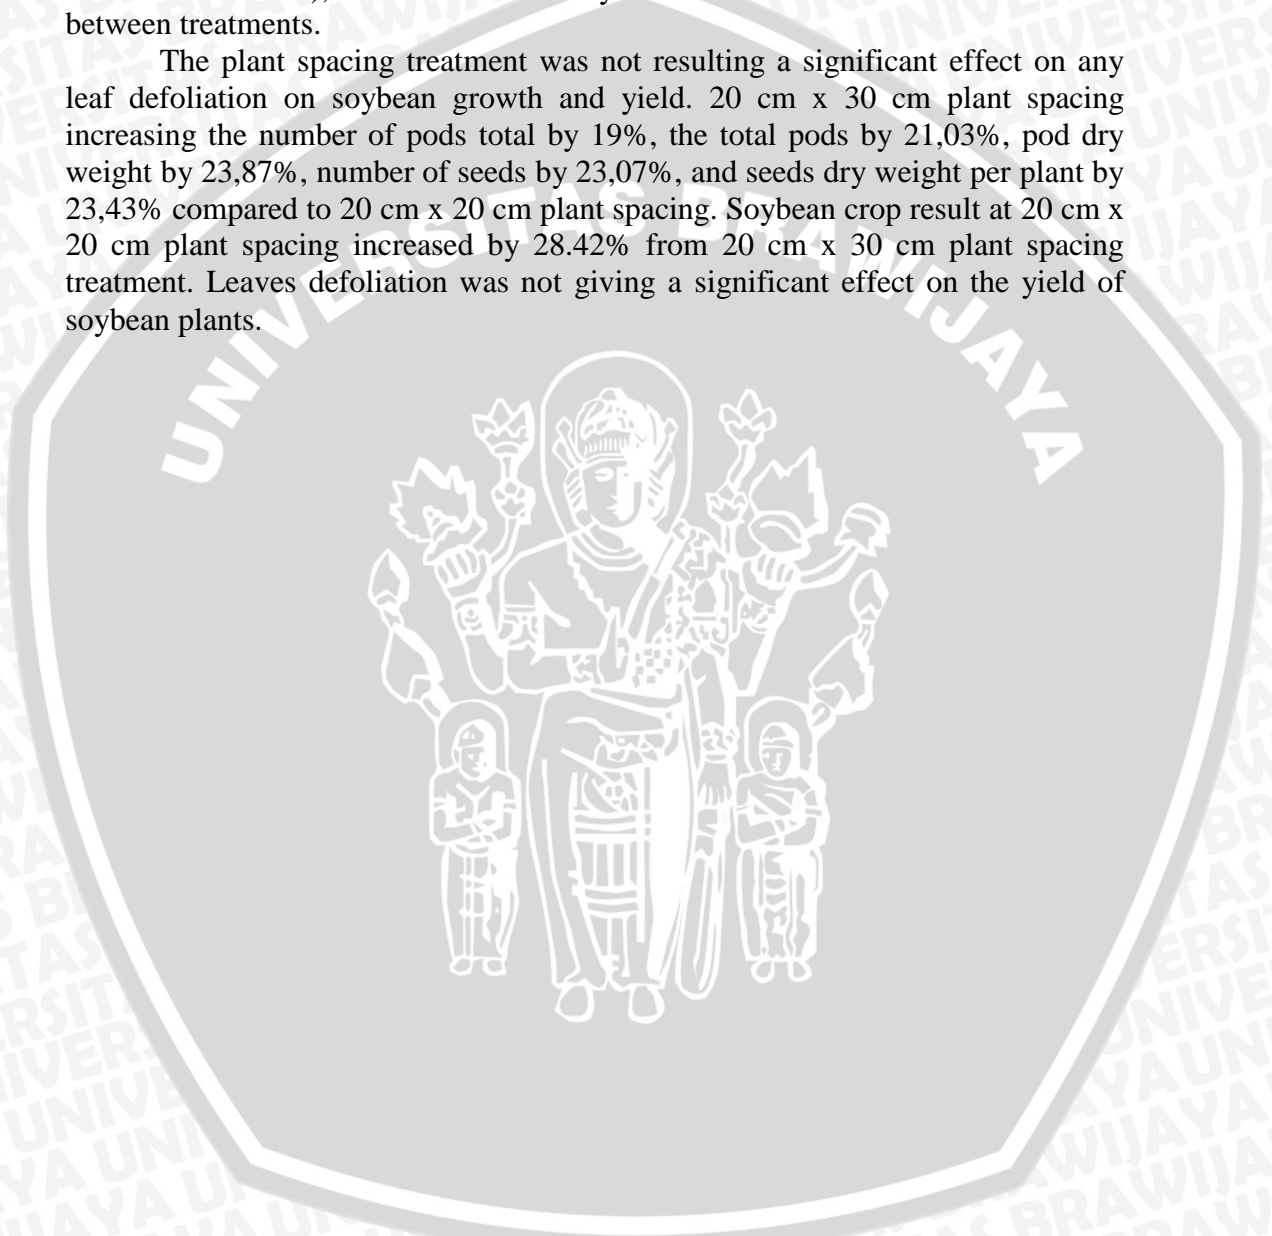 between treatments.
The plant spacing treatment was not resulting a significant effect on any
leaf defoliation on soybean growth and yield. 20 cm x 30 cm plant spacing
increasing the number of pods total by 19%, the total pods by 21,03%, pod dry
weight by 23,87%, number of seeds by 23,07%, and seeds dry weight per plant by
23,43% compared to 20 cm x 20 cm plant spacing. Soybean crop result at 20 cm x
20 cm plant spacing increased by 28.42% from 20 cm x 30 cm plant spacing
treatment. Leaves defoliation was not giving a significant effect on the yield of
soybean plants.
UNIVERSITAS BRAWIJAYA